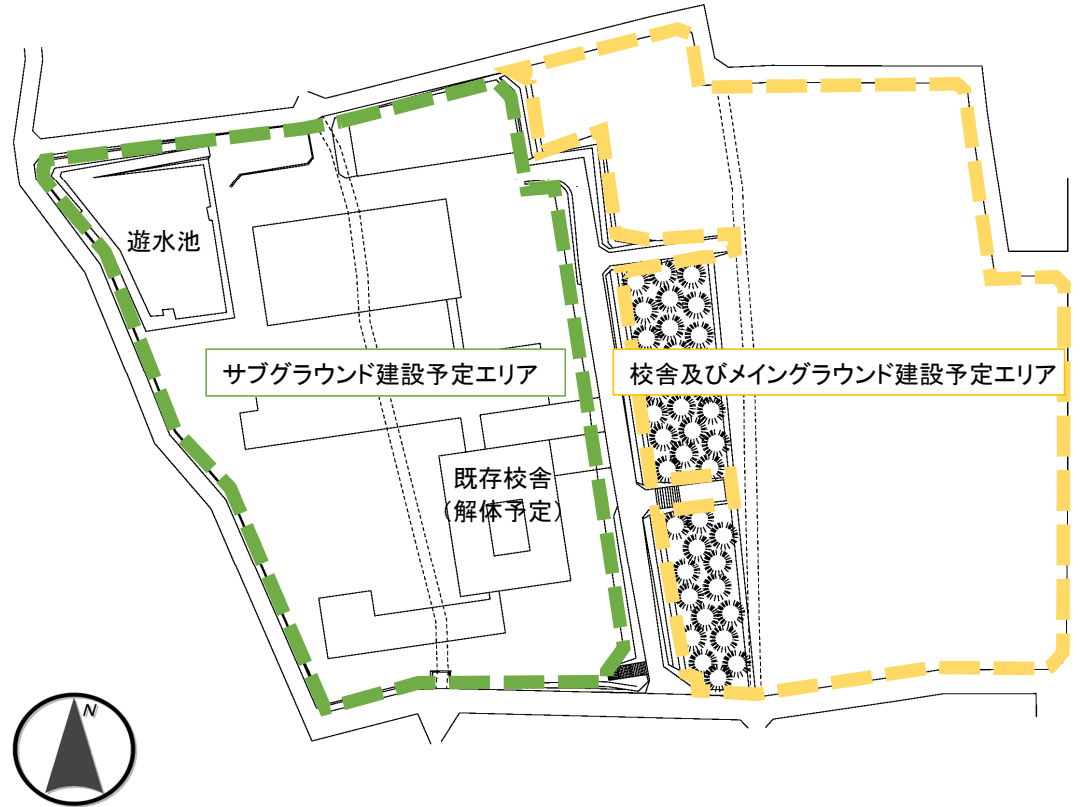 遊水池
サブグラウンド建設予定エリア
校舎及びメイングラウンド建設予定エリア
既存校舎
(解体予定)
N